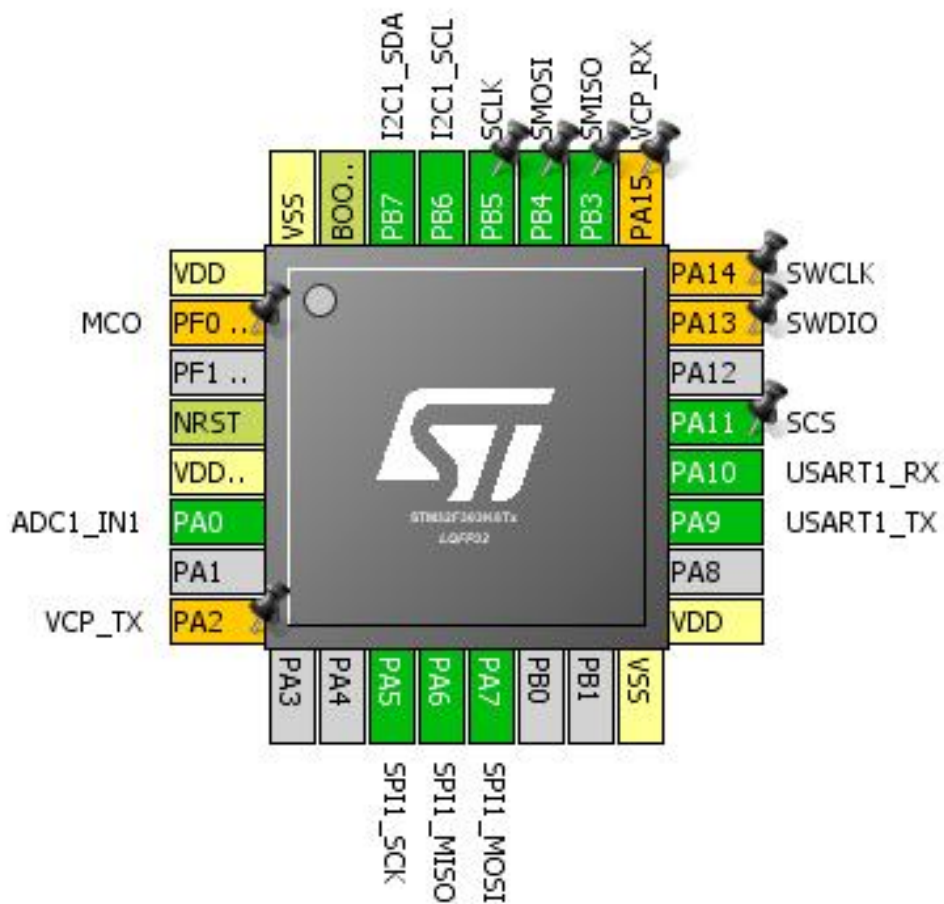 I2C1_SDA
I2C1_SCL
SCLK
SMOSI
SMISO
VCP_RX
VSS
BOO..
PB7
PB6
PB5
PB4
PB3
PA15
VDD
MCO PF0 ..
PF1 ..
NRST
VDD..
ADC1_IN1 PA0
PA1
VCP_TX PA2
PA14 SWCLK
PA13 SWDIO
PA12
PA11 SCS
PA10 USART1_RX
PA9 USART1_TX
PA8
VDD
ST
STM32F303K8Tx
LQFP32
PA3
PA4
PA5
PA6
PA7
PB0
PB1
VSS
SPI1_SCK
SPI1_MISO
SPI1_MOSI